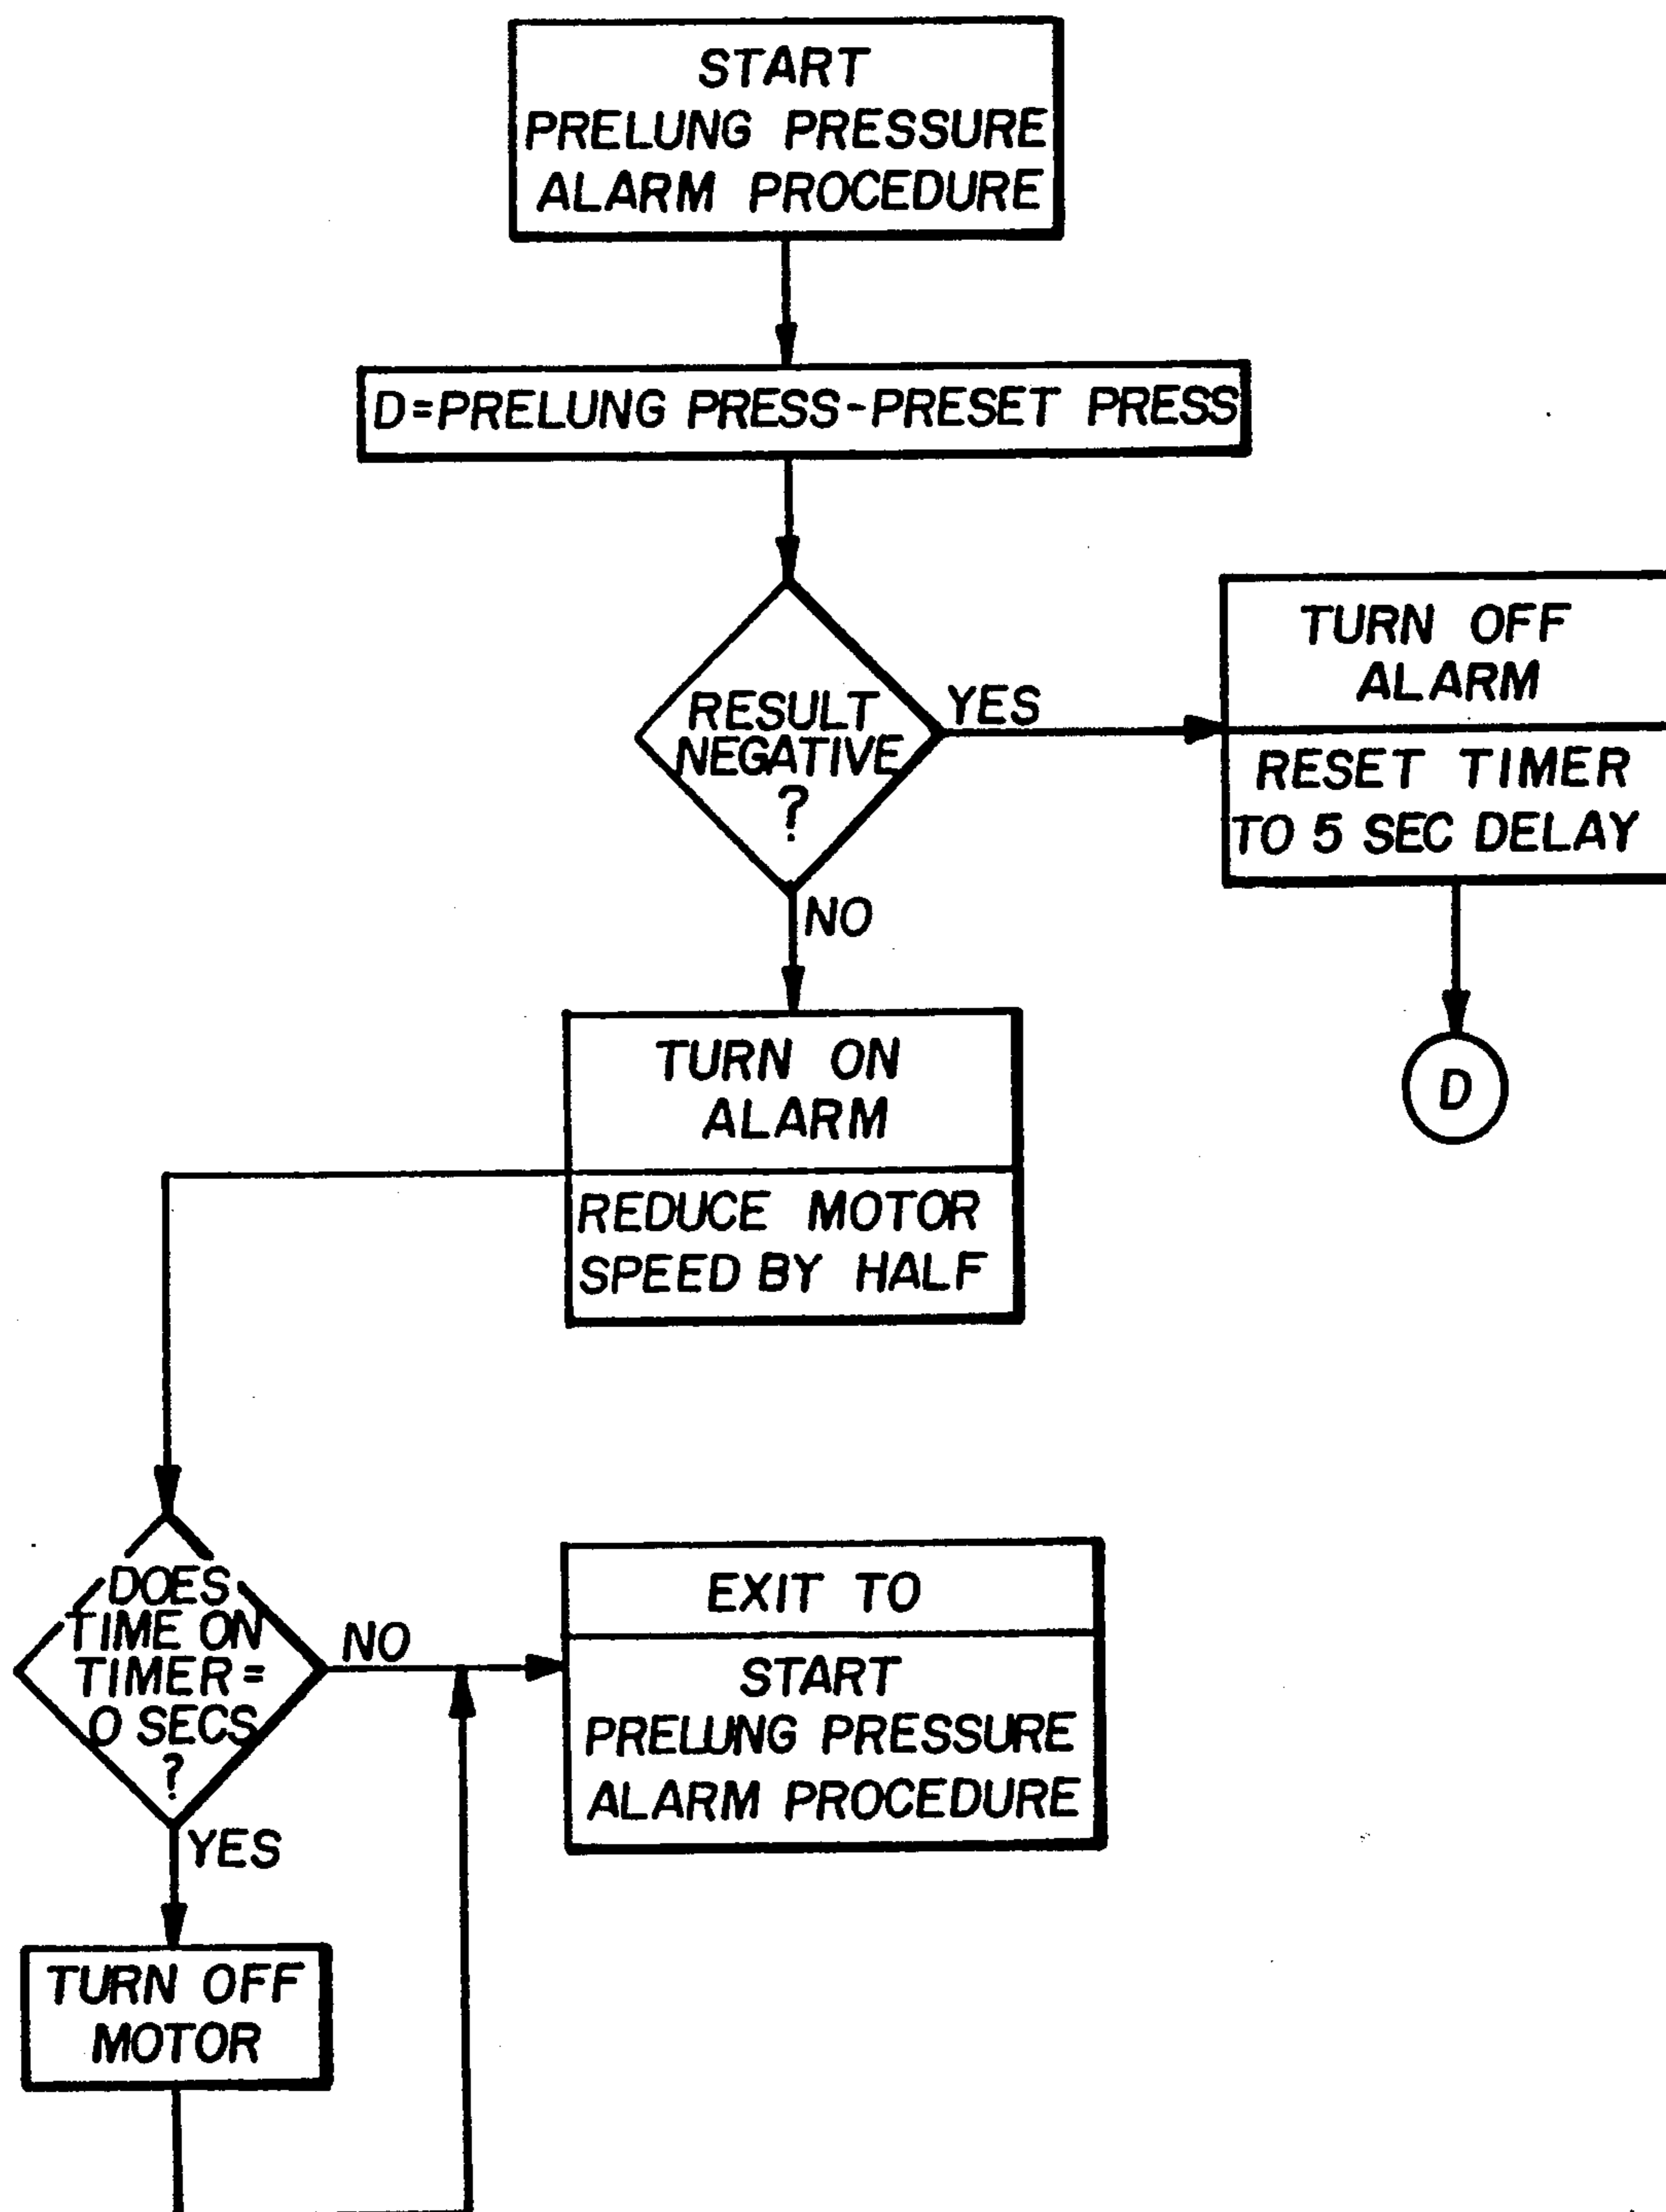 START
PRELUNG PRESSURE
ALARM PROCEDURE
D=PRELUNG PRESS-PRESET PRESS
RESULT
NEGATIVE
?
YES
TURN OFF
ALARM
RESET TIMER
TO 5 SEC DELAY
D
NO
TURN ON
ALARM
REDUCE MOTOR
SPEED BY HALF
DOES
TIME ON
TIMER=
0 SECS
?
NO
EXIT TO
START
PRELUNG PRESSURE
ALARM PROCEDURE
YES
TURN OFF
MOTOR